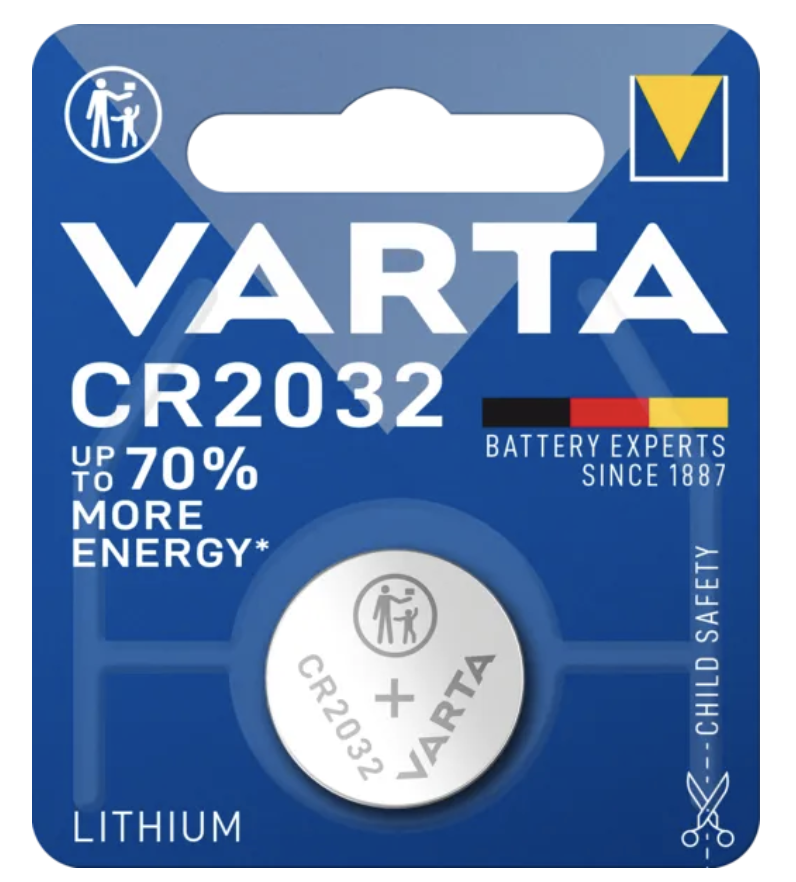 VARTA
CR2032
UP TO 70%
MORE
ENERGY*
BATTERY EXPERTS
SINCE 1887
CHILD SAFETY
CR2032
+
VARTA
LITHIUM